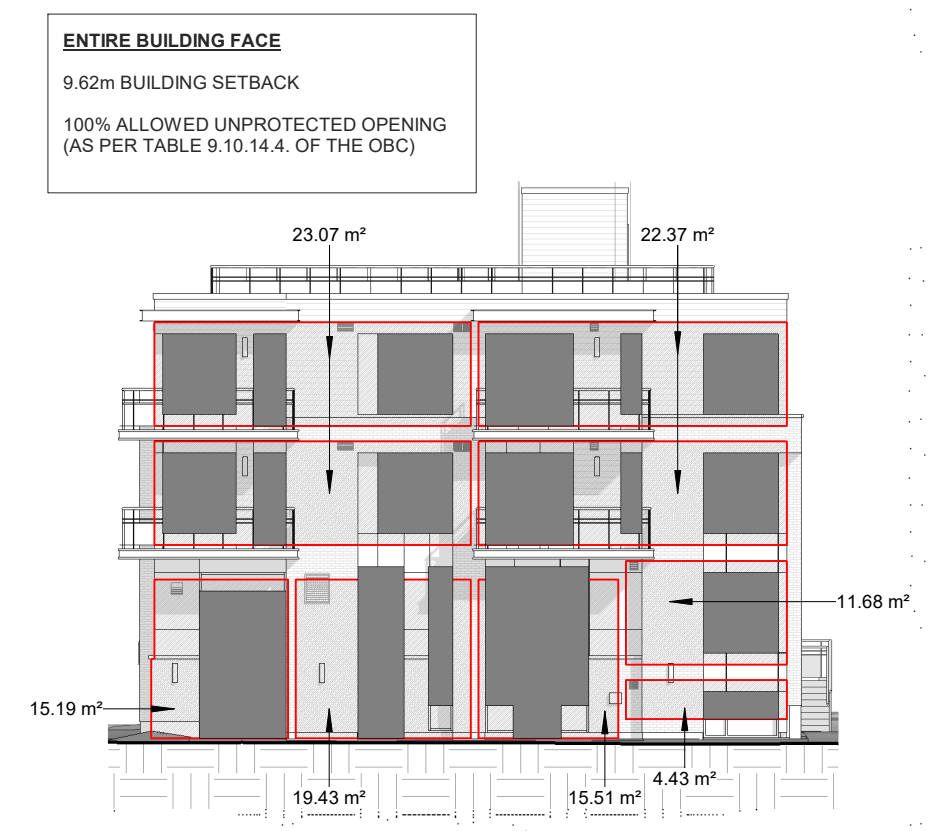 ENTIRE BUILDING FACE
9.62m BUILDING SETBACK
100% ALLOWED UNPROTECTED OPENING
(AS PER TABLE 9.10.14.4. OF THE OBC)
23.07 m²
22.37 m²
11.68 m²
15.19 m²
4.43 m²
19.43 m²
15.51 m²